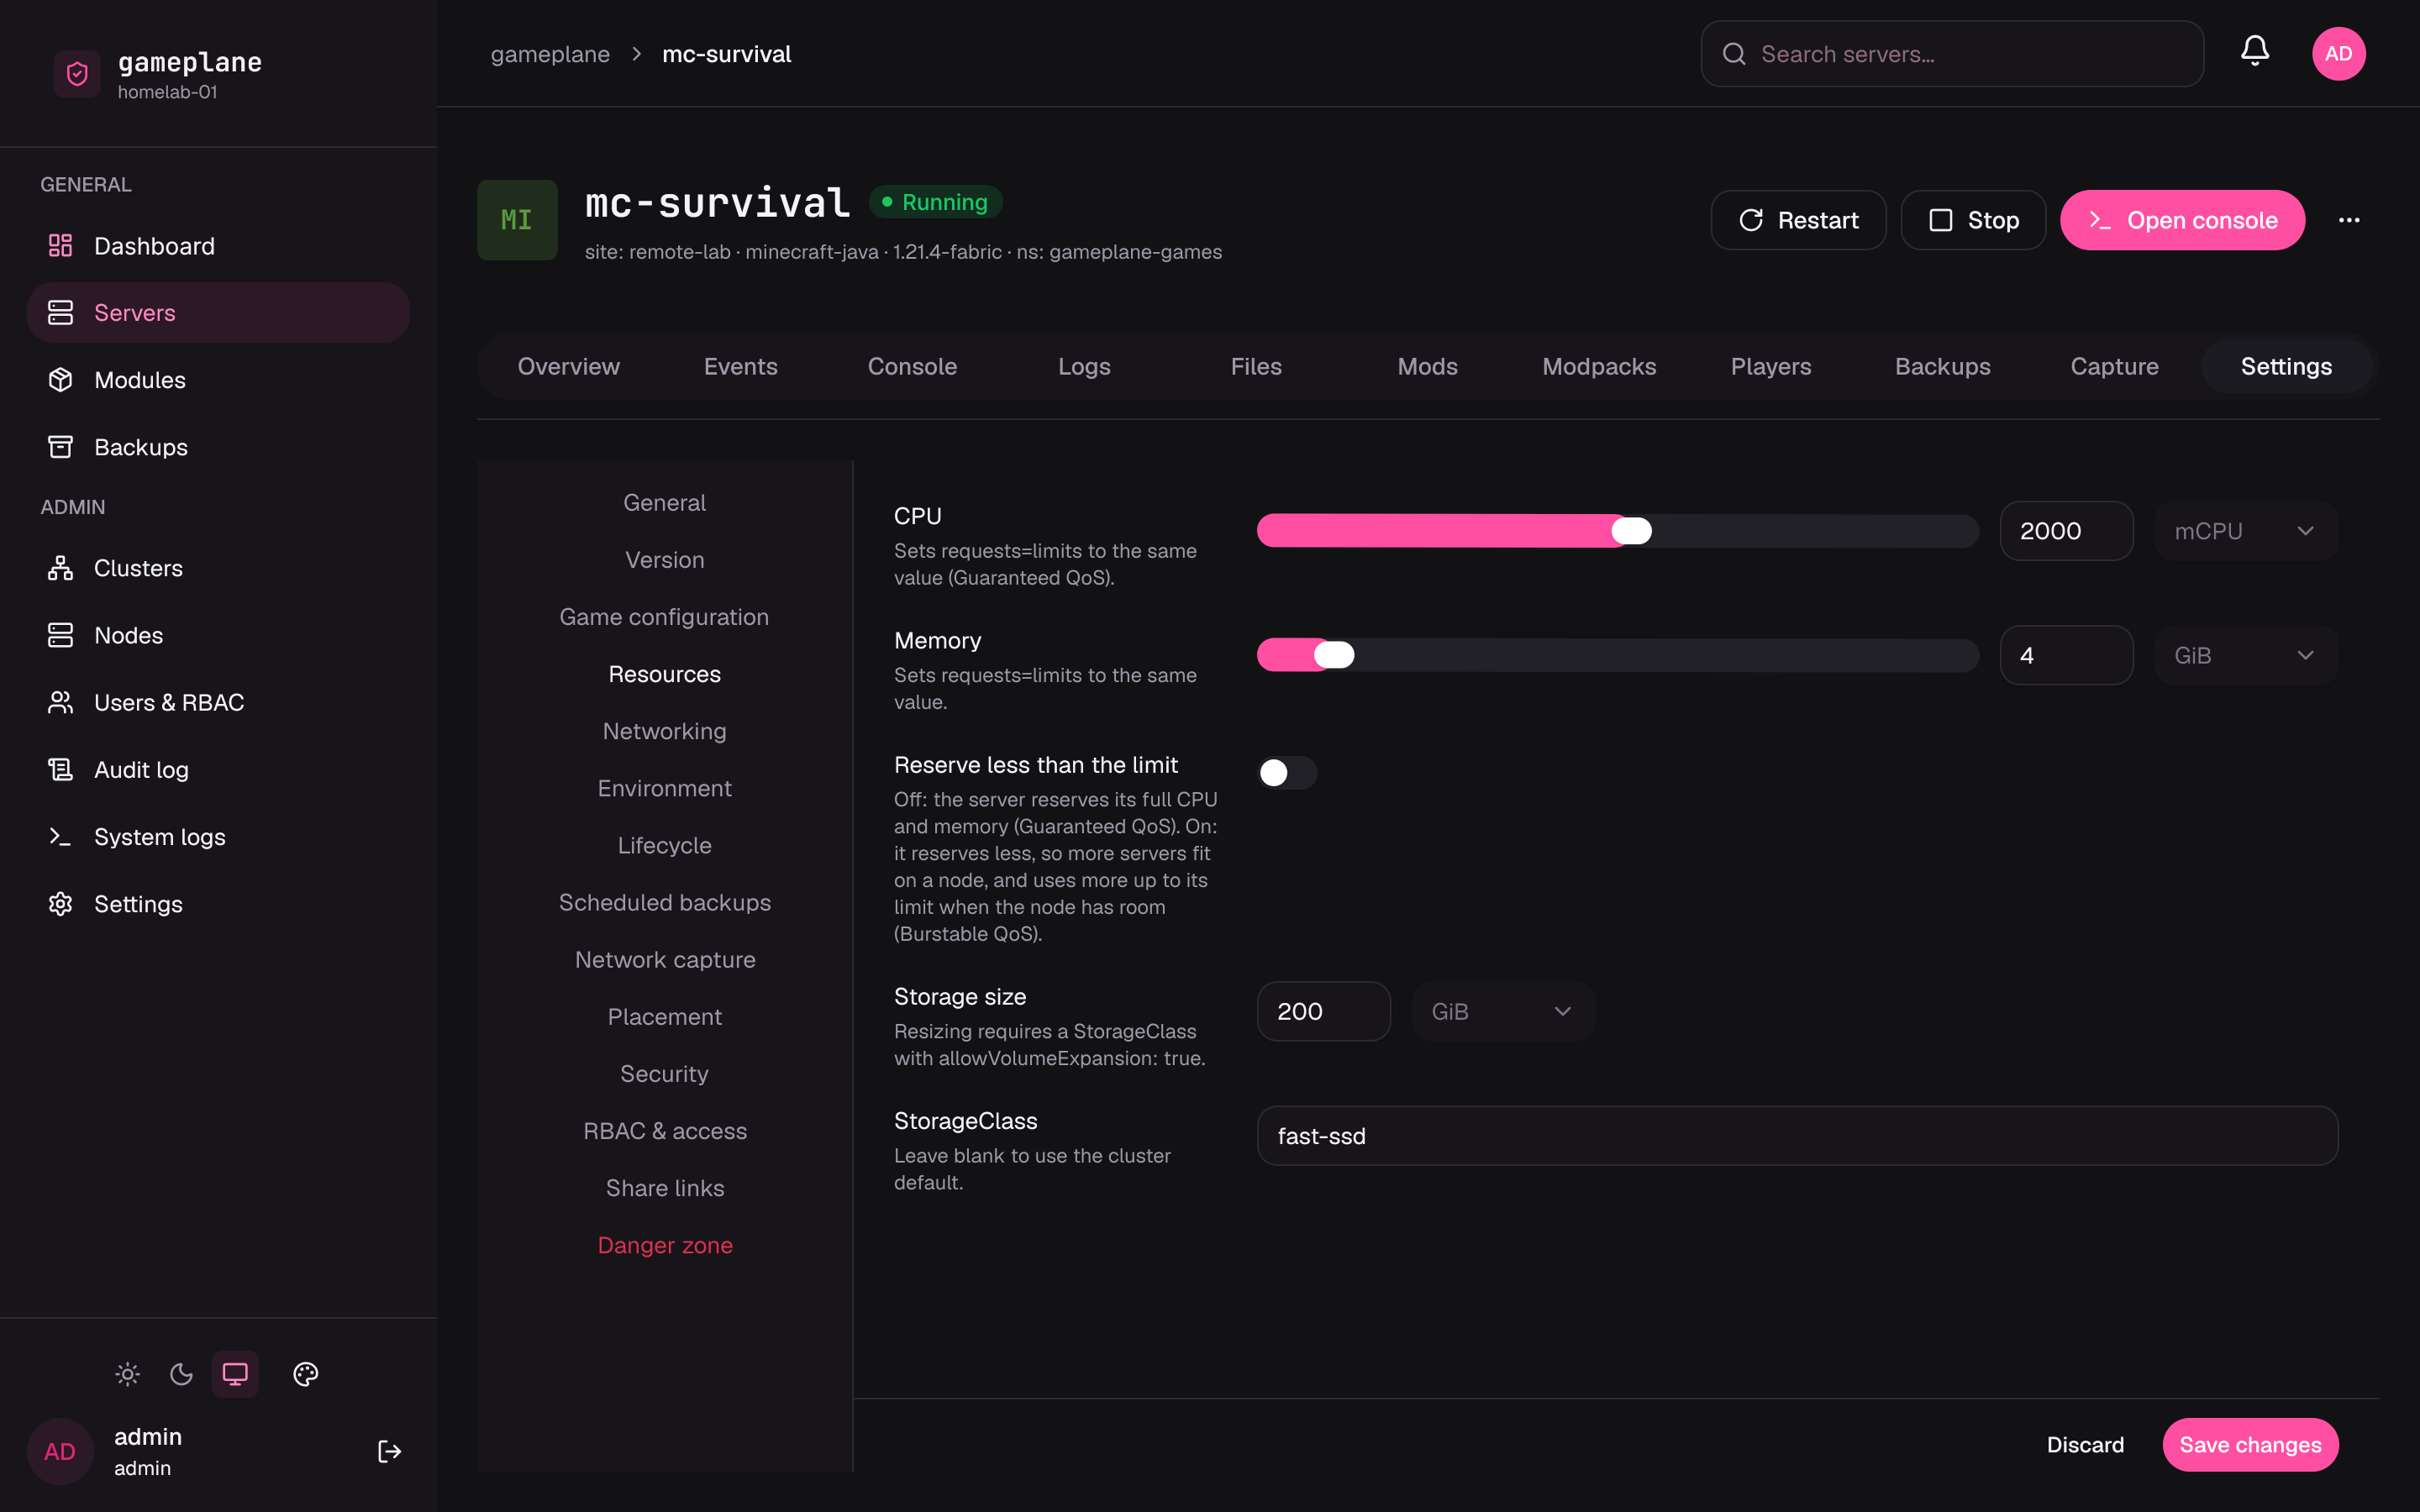 gameplane
homelab-01
GENERAL
Dashboard
Servers
Modules
Backups
ADMIN
Clusters
Nodes
Users & RBAC
Audit log
System logs
Settings
AD
admin
admin
gameplane
mc-survival
Search servers...
AD
MI
mc-survival
Running
site: remote-lab · minecraft-java · 1.21.4-fabric · ns: gameplane-games
Restart
Stop
Open console
Overview
Events
Console
Logs
Files
Mods
Modpacks
Players
Backups
Capture
Settings
General
Version
Game configuration
Resources
Networking
Environment
Lifecycle
Scheduled backups
Network capture
Placement
Security
RBAC & access
Share links
Danger zone
CPU
Sets requests=limits to the same
value (Guaranteed QoS).
2000
mCPU
Memory
Sets requests=limits to the same
value.
4
GiB
Reserve less than the limit
Off: the server reserves its full CPU
and memory (Guaranteed QoS). On:
it reserves less, so more servers fit
on a node, and uses more up to its
limit when the node has room
(Burstable QoS).
Storage size
Resizing requires a StorageClass
with allowVolumeExpansion: true.
200
GiB
StorageClass
Leave blank to use the cluster
default.
fast-ssd
Discard
Save changes